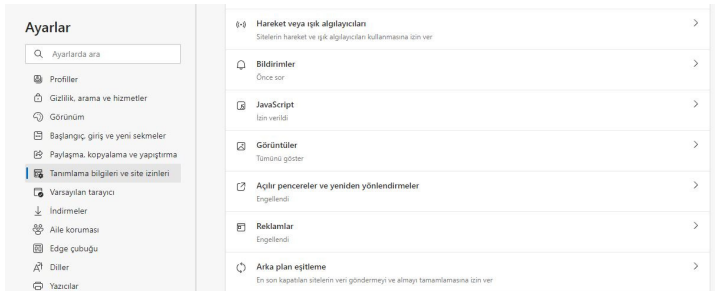 Ayarlar
Ayarlarda ara
Profiller
Gizlilik, arama ve hizmetler
Görünüm
Başlangıç, giriş ve yeni sekmeler
Paylaşma, kopyalama ve yapıştırma
Tanımlama bilgileri ve site izinleri
Varsayılan tarayıcı
İndirmeler
Aile koruması
Edge çubuğu
Diller
Yazıcılar
Hareket veya ışık algılayıcıları
Sitelerin hareket ve ışık algılayıcıları kullanmasına izin ver
Bildirimler
Önce sor
JavaScript
İzin verildi
Görüntüler
Tümünü göster
Açılır pencereler ve yeniden yönlendirmeler
Engellendi
Reklamlar
Engellendi
Arka plan eşitleme
En son kapatılan sitelerin veri göndermeyi ve almayı tamamlamasına izin ver